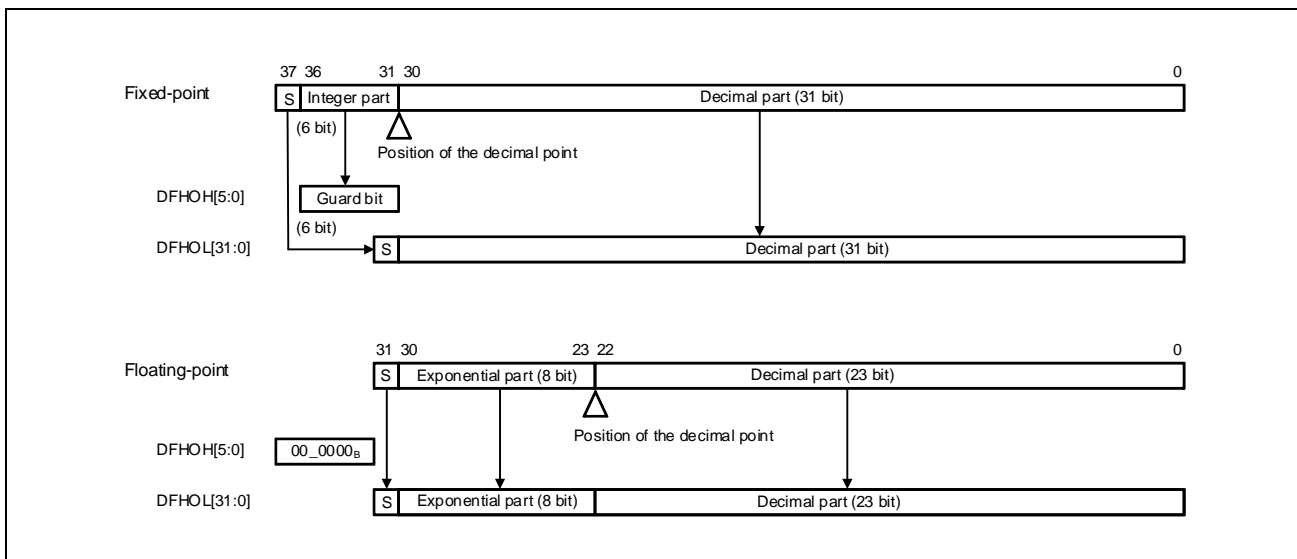 37 36 31 30 0
Fixed-point S Integer part Decimal part (31 bit)
(6 bit)
Position of the decimal point
DFHOH[5:0] Guard bit
(6 bit)
DFHOL[31:0] S Decimal part (31 bit)
31 30 23 22 0
Floating-point S Exponential part (8 bit) Decimal part (23 bit)
Position of the decimal point
DFHOH[5:0] 00_0000B
DFHOL[31:0] S Exponential part (8 bit) Decimal part (23 bit)